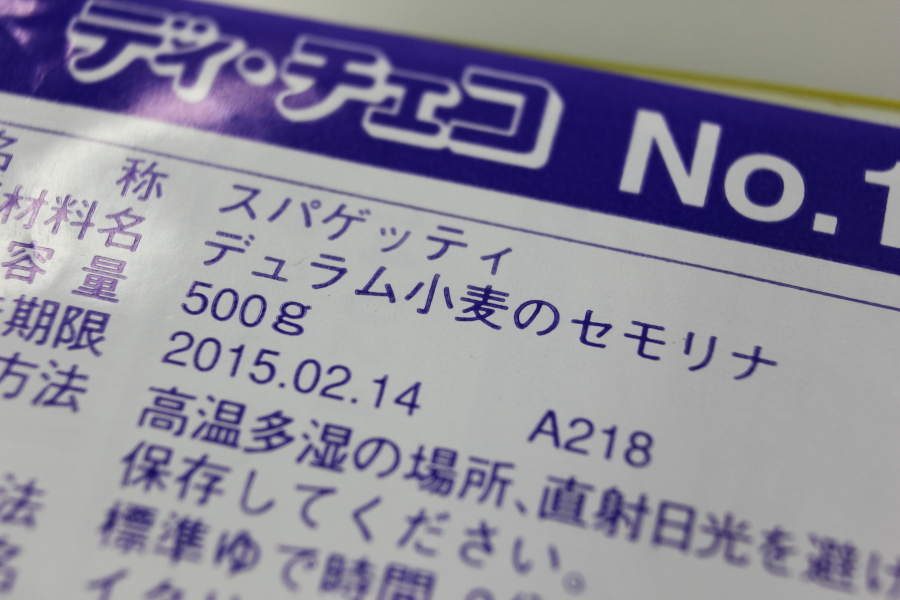 ディ・チェコ No.1
名 称 スパゲッティ
材料名 デュラム小麦のセモリナ
容量 500g
期限 2015.02.14 A218
方法 高温多湿の場所、直射日光を避け
保存してください。
法 標準ゆで時間
名